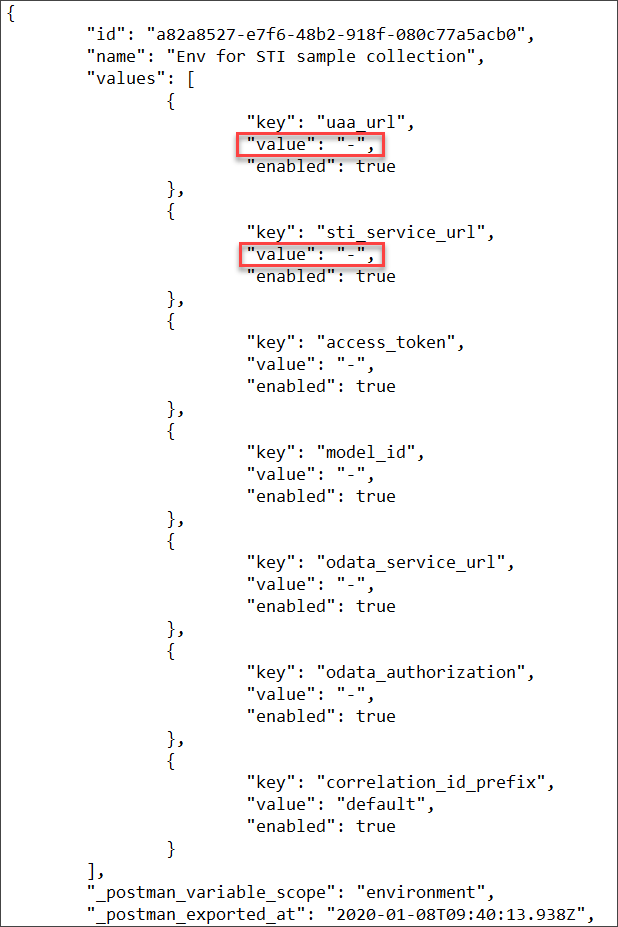 {
"id": "a82a8527-e7f6-48b2-918f-080c77a5acb0",
"name": "Env for STI sample collection",
"values": [
{
"key": "uaa_url",
"value": "-",
"enabled": true
},
{
"key": "sti_service_url",
"value": "-",
"enabled": true
},
{
"key": "access_token",
"value": "-",
"enabled": true
},
{
"key": "model_id",
"value": "-",
"enabled": true
},
{
"key": "odata_service_url",
"value": "-",
"enabled": true
},
{
"key": "odata_authorization",
"value": "-",
"enabled": true
},
{
"key": "correlation_id_prefix",
"value": "default",
"enabled": true
}
],
"_postman_variable_scope": "environment",
"_postman_exported_at": "2020-01-08T09:40:13.938Z",